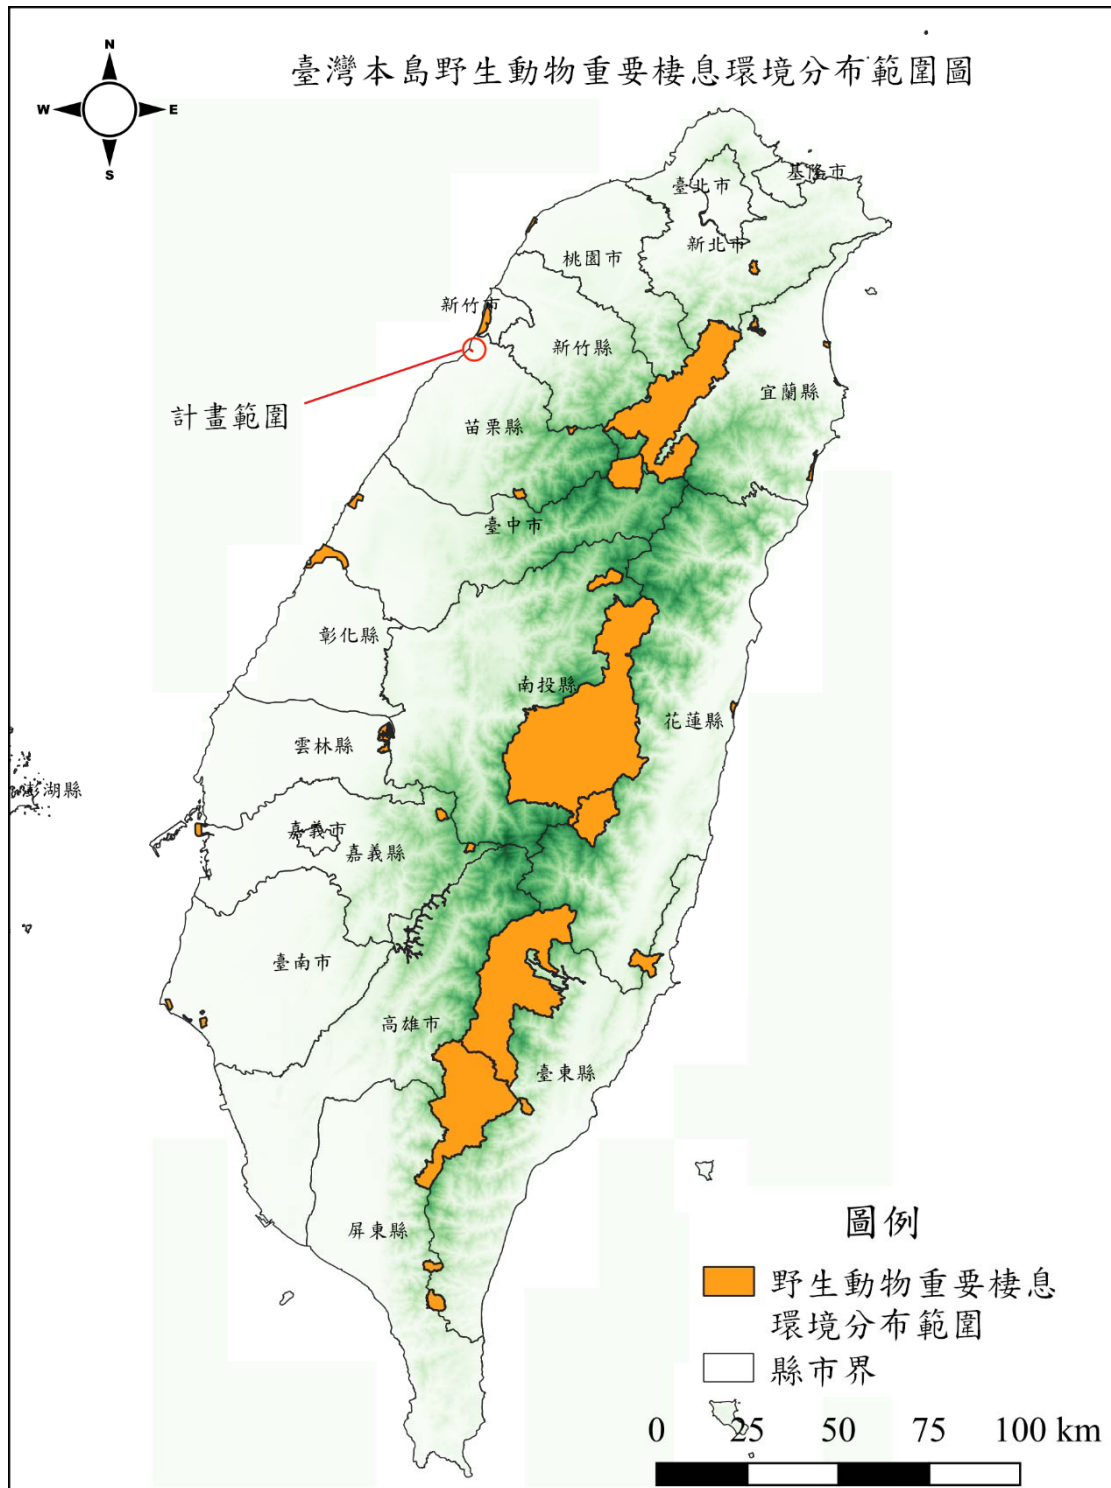 臺灣本島野生動物重要棲息環境分布範圍圖
N
W
E
S
基隆市
臺北市
新北市
桃園市
新竹市
新竹縣
宜蘭縣
計畫範圍
苗栗縣
臺中市
彰化縣
南投縣
花蓮縣
雲林縣
澎湖縣
嘉義市
嘉義縣
臺南市
高雄市
臺東縣
屏東縣
圖例
野生動物重要棲息
環境分布範圍
縣市界
0 25 50 75 100 km